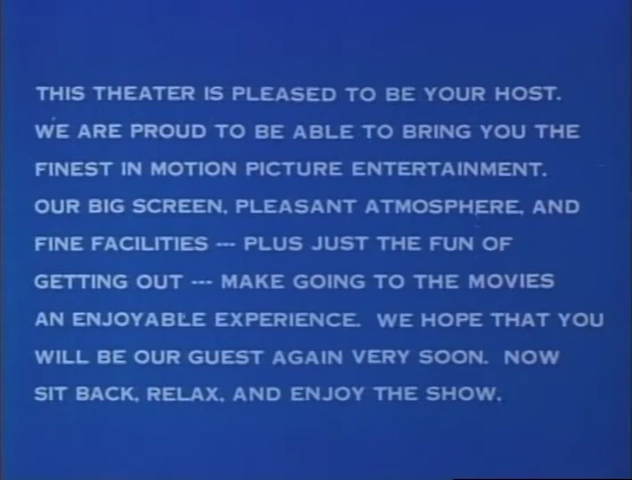 THIS THEATER IS PLEASED TO BE YOUR HOST.
WE ARE PROUD TO BE ABLE TO BRING YOU THE
FINEST IN MOTION PICTURE ENTERTAINMENT.
OUR BIG SCREEN, PLEASANT ATMOSPHERE, AND
FINE FACILITIES --- PLUS JUST THE FUN OF
GETTING OUT --- MAKE GOING TO THE MOVIES
AN ENJOYABLE EXPERIENCE. WE HOPE THAT YOU
WILL BE OUR GUEST AGAIN VERY SOON. NOW
SIT BACK, RELAX, AND ENJOY THE SHOW.